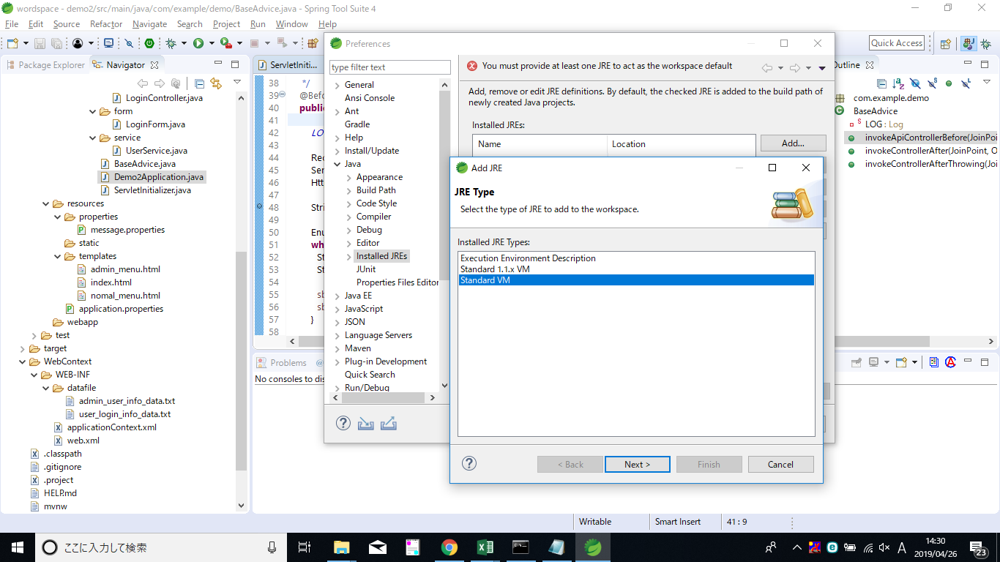 wordspace - demo2/src/main/java/com/example/demo/BaseAdvice.java - Spring Tool Suite 4
File Edit Source Refactor Navigate Search Project Run Window Help
Quick Access
Package Explorer Navigator
LoginController.java
form
LoginForm.java
service
UserService.java
BaseAdvice.java
Demo2Application.java
ServletInitializer.java
resources
properties
message.properties
static
templates
admin_menu.html
index.html
nomal_menu.html
application.properties
webapp
test
target
WebContext
WEB-INF
datafile
admin_user_info_data.txt
user_login_info_data.txt
applicationContext.xml
web.xml
.classpath
.gitignore
.project
HELP.md
mvnw
ServletIniti...
38 */
39 @Befo
40 public
41
42 LO
43
44 Rec
45 Ser
46 Htt
47
48 Stri
49
50 Enu
51 wh
52 St
53 St
54
55 sb
56 sb
57 }
58
Problems @
No consoles to dis
Preferences
type filter text
General
Ansi Console
Ant
Gradle
Help
Install/Update
Java
Appearance
Build Path
Code Style
Compiler
Debug
Editor
Installed JREs
JUnit
Properties Files Editor
Java EE
JavaScript
JSON
Language Servers
Maven
Plug-in Development
Quick Search
Run/Debug
You must provide at least one JRE to act as the workspace default
Add, remove or edit JRE definitions. By default, the checked JRE is added to the build path of
newly created Java projects.
Installed JREs:
Name Location
Add...
Add JRE
JRE Type
Select the type of JRE to add to the workspace.
Installed JRE Types:
Execution Environment Description
Standard 1.1.x VM
Standard VM
< Back Next > Finish Cancel
Outline
com.example.demo
BaseAdvice
LOG : Log
invokeApiControllerBefore(JoinPoi
invokeControllerAfter(JoinPoint, O
invokeControllerAfterThrowing(Joi
Writable Smart Insert 41 : 9
ここに入力して検索
A
14:30
2019/04/26
23